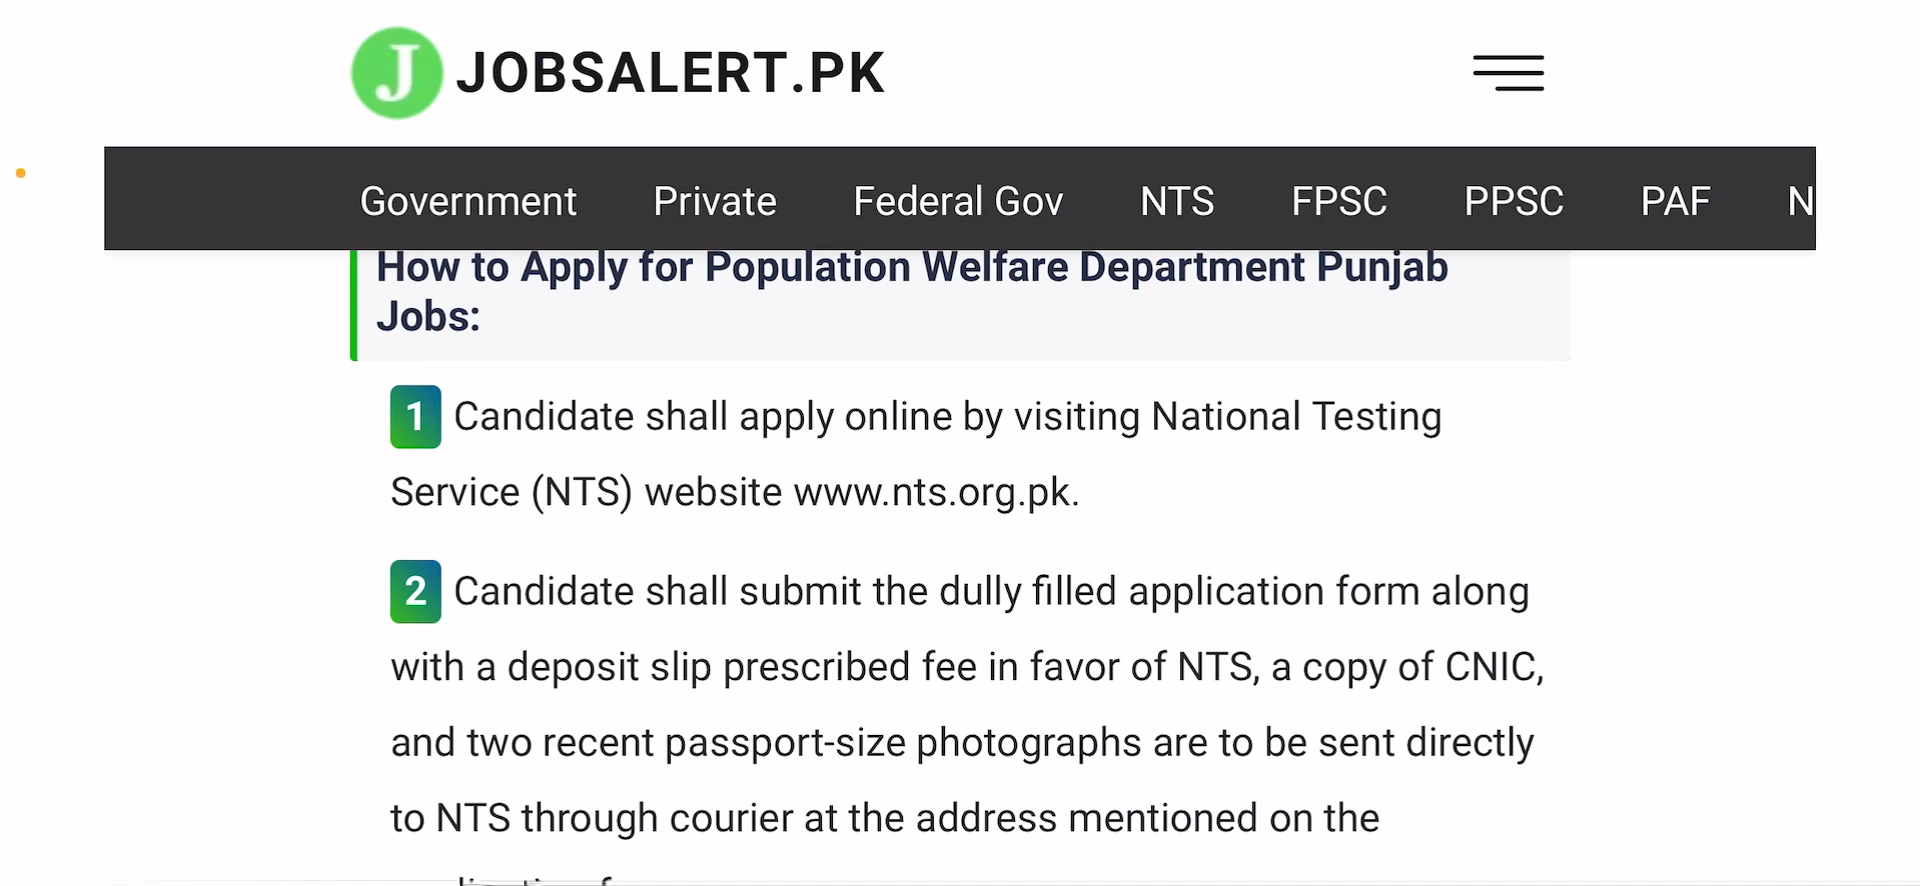 J JOBSALERT.PK
Government Private Federal Gov NTS FPSC PPSC PAF N
How to Apply for Population Welfare Department Punjab
Jobs:
1 Candidate shall apply online by visiting National Testing
Service (NTS) website www.nts.org.pk.
2 Candidate shall submit the dully filled application form along
with a deposit slip prescribed fee in favor of NTS, a copy of CNIC,
and two recent passport-size photographs are to be sent directly
to NTS through courier at the address mentioned on the